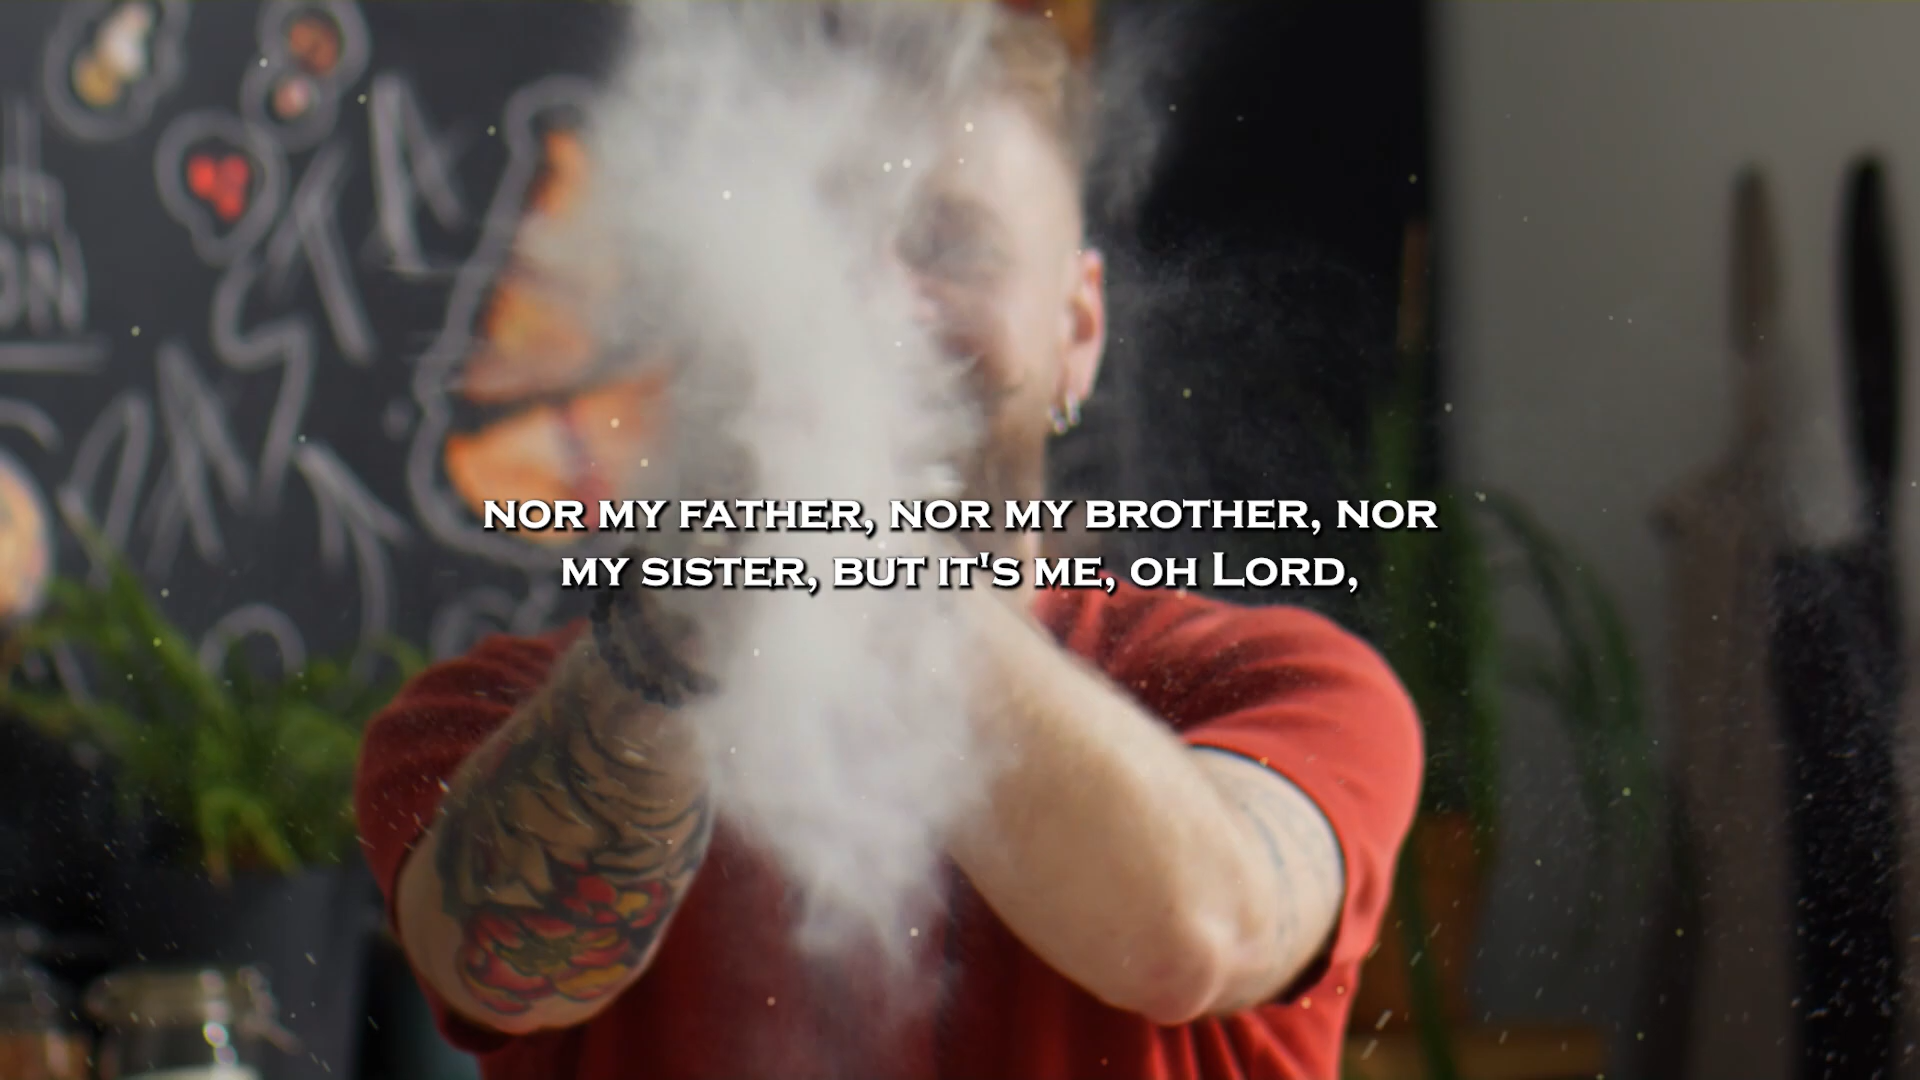 NOR MY FATHER, NOR MY BROTHER, NOR
MY SISTER, BUT IT'S ME, OH LORD,